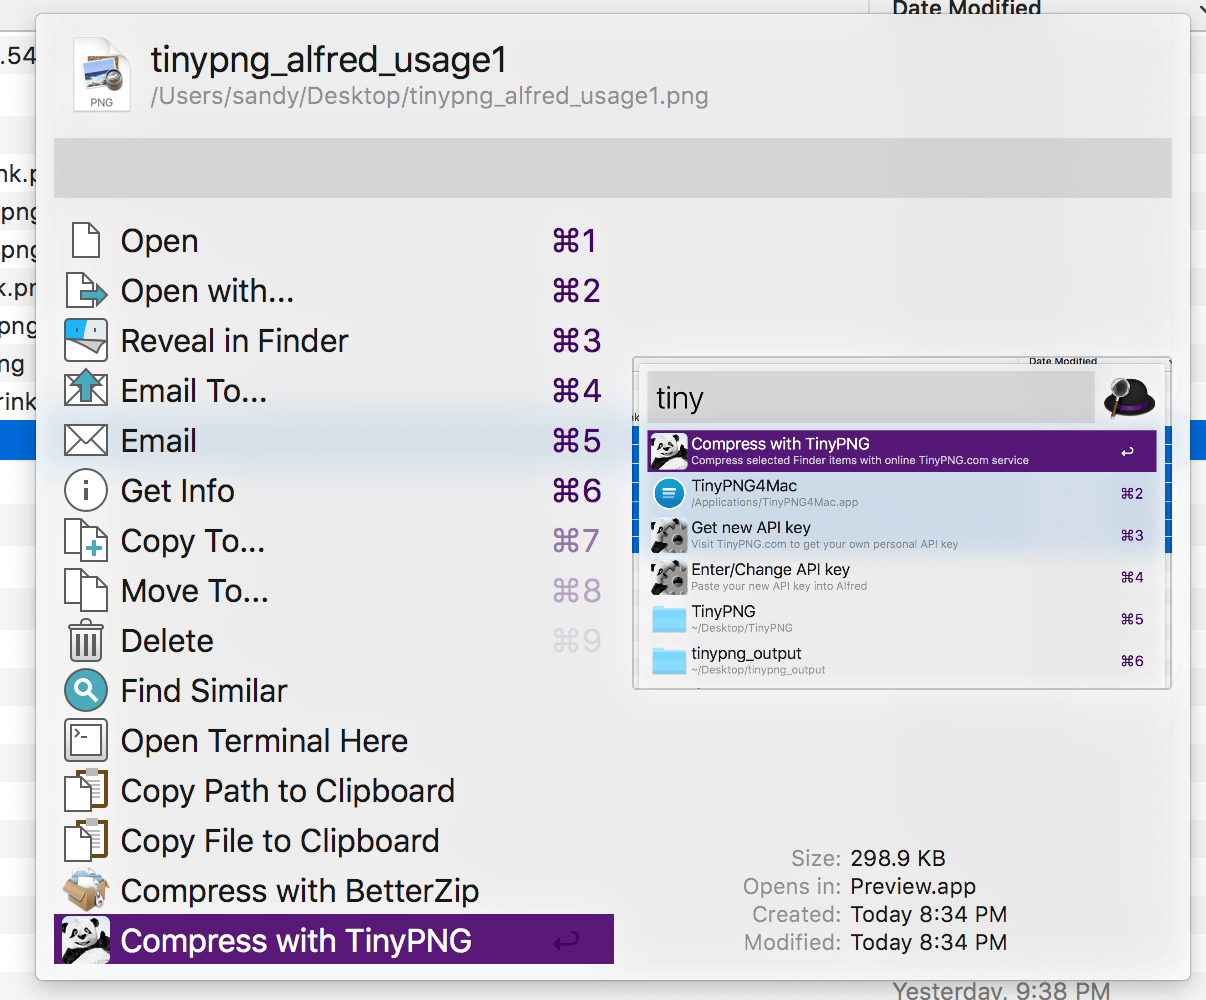 Date Modified
.54
tinypng_alfred_usage1
/Users/sandy/Desktop/tinypng_alfred_usage1.png
PNG
Open ⌘1
Open with... ⌘2
Reveal in Finder ⌘3
Email To... ⌘4
Email ⌘5
Get Info ⌘6
Copy To... ⌘7
Move To... ⌘8
Delete ⌘9
Find Similar
Open Terminal Here
Copy Path to Clipboard
Copy File to Clipboard
Compress with BetterZip
Compress with TinyPNG ↩
nk.p
png
png
k.pn
png
ng
rink
Date Modified
tiny
Compress with TinyPNG ↩
Compress selected Finder items with online TinyPNG.com service
TinyPNG4Mac ⌘2
/Applications/TinyPNG4Mac.app
Get new API key ⌘3
Visit TinyPNG.com to get your own personal API key
Enter/Change API key ⌘4
Paste your new API key into Alfred
TinyPNG ⌘5
~/Desktop/TinyPNG
tinypng_output ⌘6
~/Desktop/tinypng_output
Size: 298.9 KB
Opens in: Preview.app
Created: Today 8:34 PM
Modified: Today 8:34 PM
Yesterday, 9:38 PM